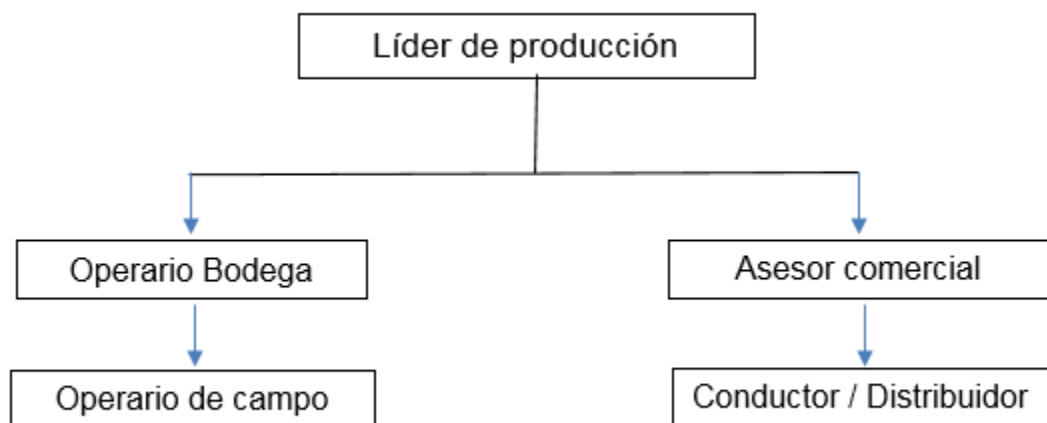 Líder de producción
Operario Bodega
Asesor comercial
Operario de campo
Conductor / Distribuidor